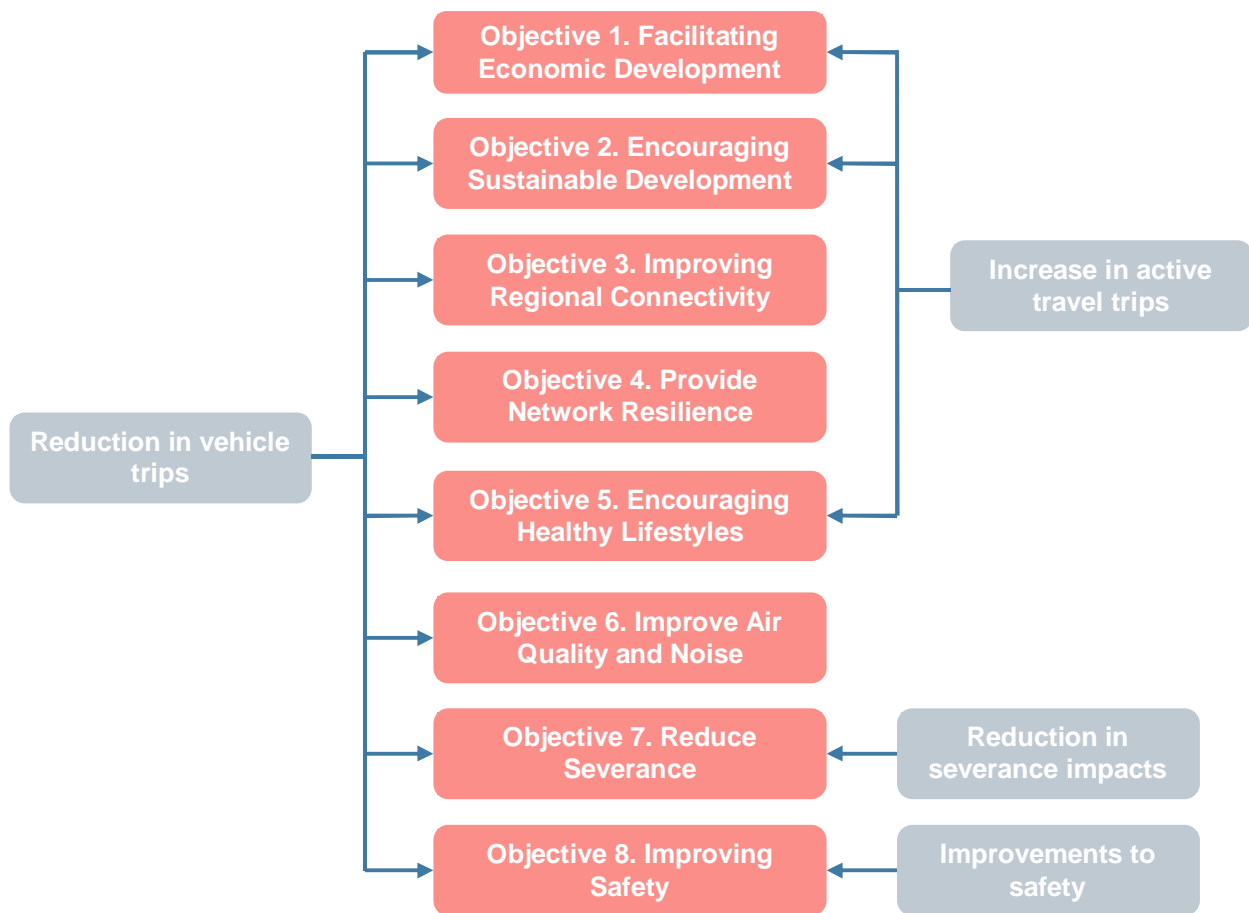 Objective 1. Facilitating
Economic Development
Objective 2. Encouraging
Sustainable Development
Objective 3. Improving
Regional Connectivity
Increase in active
travel trips
Objective 4. Provide
Network Resilience
Reduction in vehicle
trips
Objective 5. Encouraging
Healthy Lifestyles
Objective 6. Improve Air
Quality and Noise
Objective 7. Reduce
Severance
Reduction in
severance impacts
Objective 8. Improving
Safety
Improvements to
safety